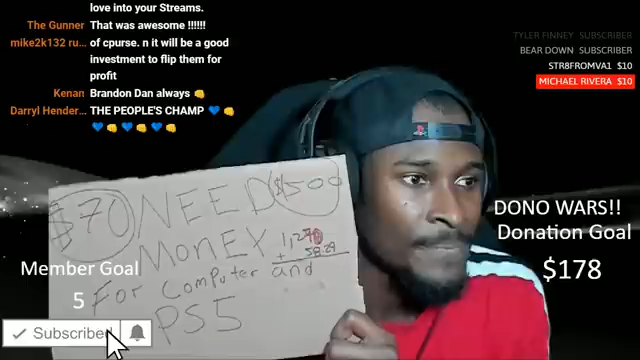 love into your Streams.
The Gunner That was awesome !!!!!!
mike2k132 ru... of cpurse. n it will be a good
investment to flip them for
profit
Kenan Brandon Dan always 👊
Darryl Hender... THE PEOPLE'S CHAMP 💙👊
💙👊💙👊💙👊
TYLER FINNEY SUBSCRIBER
BEAR DOWN SUBSCRIBER
STR8FROMVA1 $10
MICHAEL RIVERA $10
$70 NEED $500
MONEY
For Computer and
PS5
DONO WARS!!
Donation Goal
$178
Member Goal
5
Subscriber